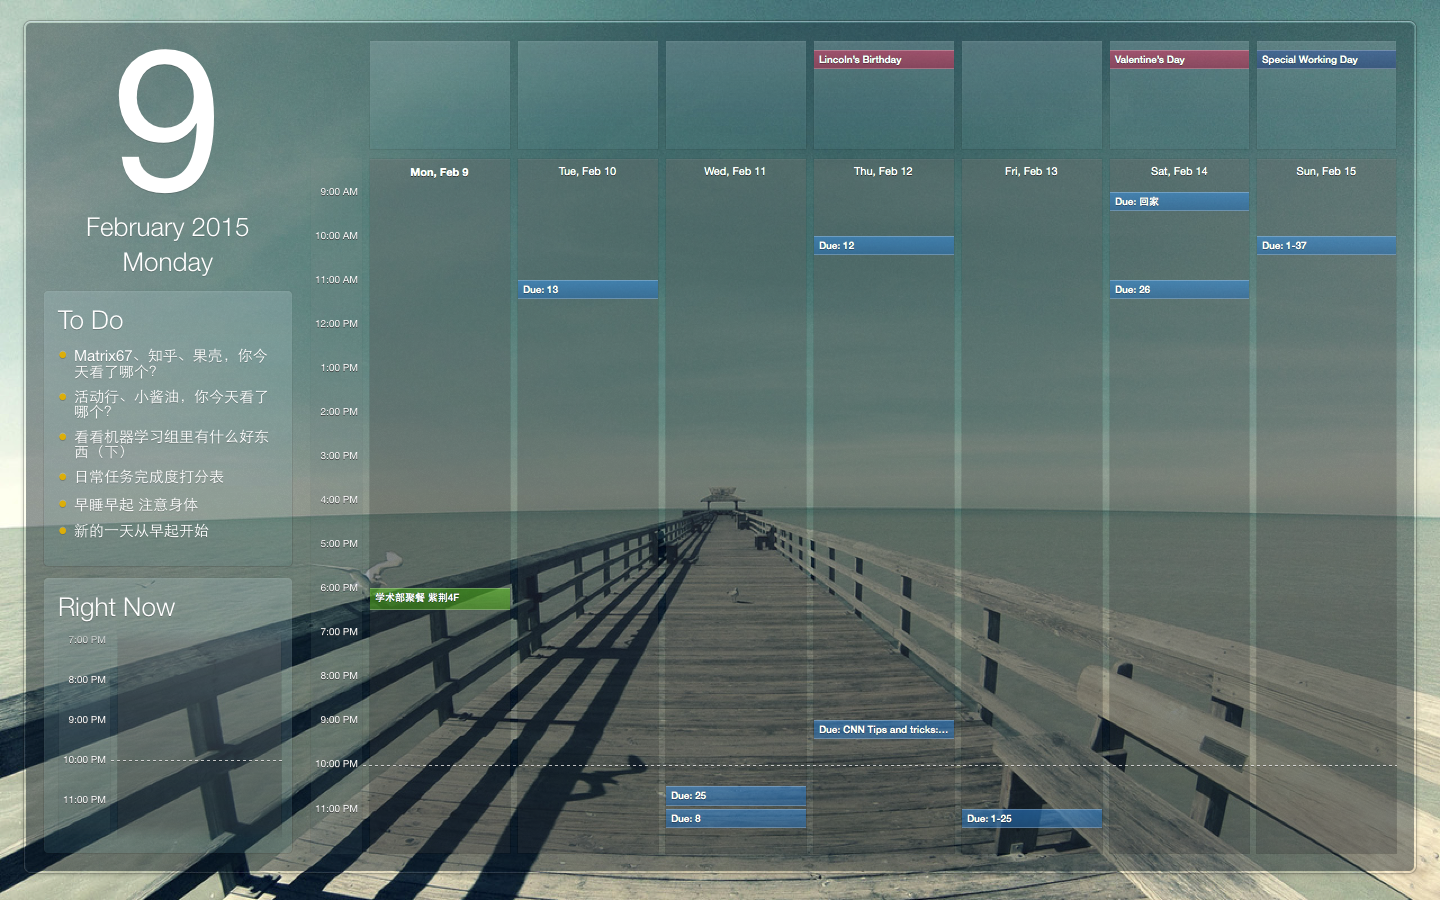 9
February 2015
Monday
To Do
Matrix67、知乎、果壳，你今
天看了哪个？
活动行、小酱油，你今天看了
哪个？
看看机器学习组里有什么好东
西（下）
日常任务完成度打分表
早睡早起 注意身体
新的一天从早起开始
Right Now
7:00 PM
8:00 PM
9:00 PM
10:00 PM
11:00 PM
Lincoln's Birthday
Valentine's Day
Special Working Day
Mon, Feb 9
Tue, Feb 10
Wed, Feb 11
Thu, Feb 12
Fri, Feb 13
Sat, Feb 14
Sun, Feb 15
9:00 AM
Due: 回家
10:00 AM
Due: 12
Due: 1-37
11:00 AM
Due: 13
Due: 26
12:00 PM
1:00 PM
2:00 PM
3:00 PM
4:00 PM
5:00 PM
6:00 PM
学术部聚餐 紫荆4F
7:00 PM
8:00 PM
9:00 PM
Due: CNN Tips and tricks:...
10:00 PM
Due: 25
11:00 PM
Due: 8
Due: 1-25